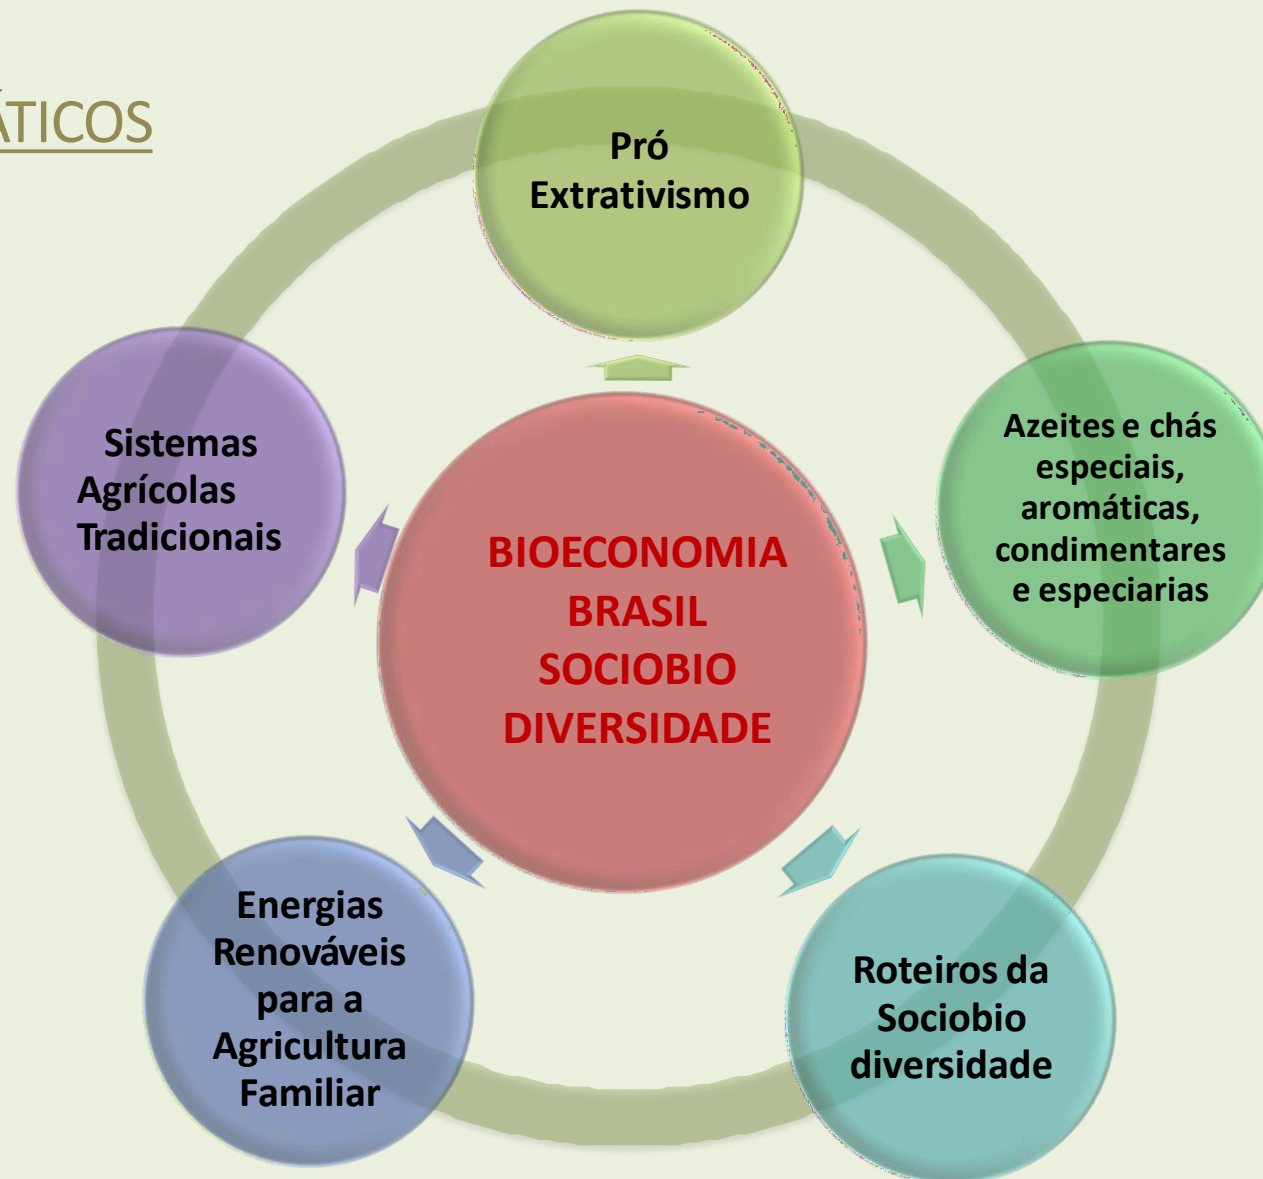 ÁTICOS
Pró
Extrativismo
Azeites e chás
especiais,
aromáticas,
condimentares
e especiarias
Roteiros da
Sociobio
diversidade
Energias
Renováveis
para a
Agricultura
Familiar
Sistemas
Agrícolas
Tradicionais
BIOECONOMIA
BRASIL
SOCIOBIO
DIVERSIDADE